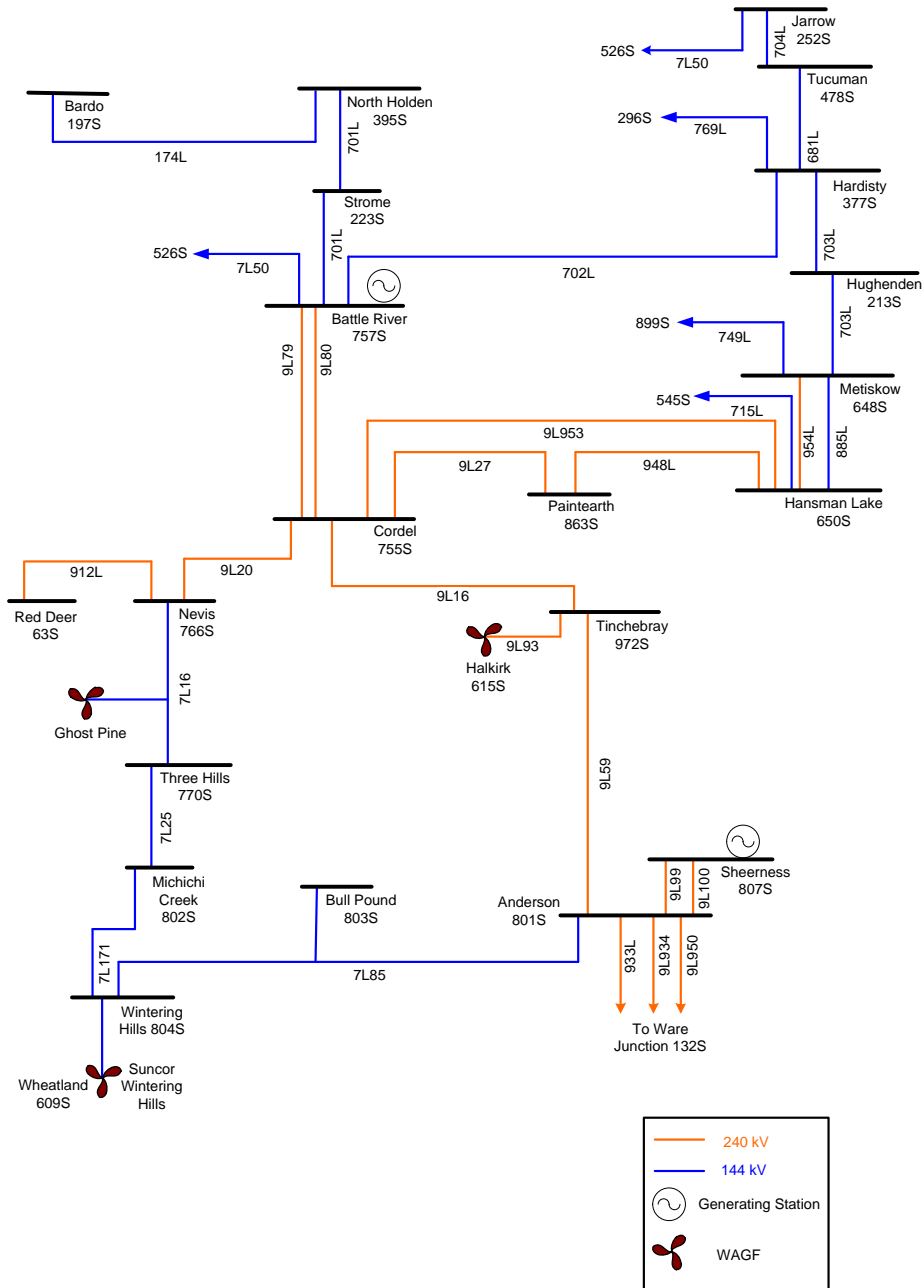 Jarrow
252S
704L
526S
7L50
Tucuman
478S
Bardo
197S
North Holden
395S
296S
769L
681L
701L
174L
Hardisty
377S
Strome
223S
703L
526S
7L50
701L
702L
Hughenden
213S
Battle River
757S
703L
899S
749L
9L79
9L80
Metiskow
648S
545S
715L
954L
885L
9L953
9L27
948L
Paintearth
863S
Hansman Lake
650S
Cordel
755S
912L
9L20
9L16
Red Deer
63S
Nevis
766S
Tinchebray
972S
9L93
Halkirk
615S
7L16
Ghost Pine
9L59
Three Hills
770S
7L25
Sheerness
807S
9L99
9L100
Michichi
Creek
802S
Bull Pound
803S
Anderson
801S
933L
9L934
9L950
7L171
7L85
Wintering
Hills 804S
To Ware
Junction 132S
Wheatland
609S
Suncor
Wintering
Hills
240 kV
144 kV
Generating Station
WAGF